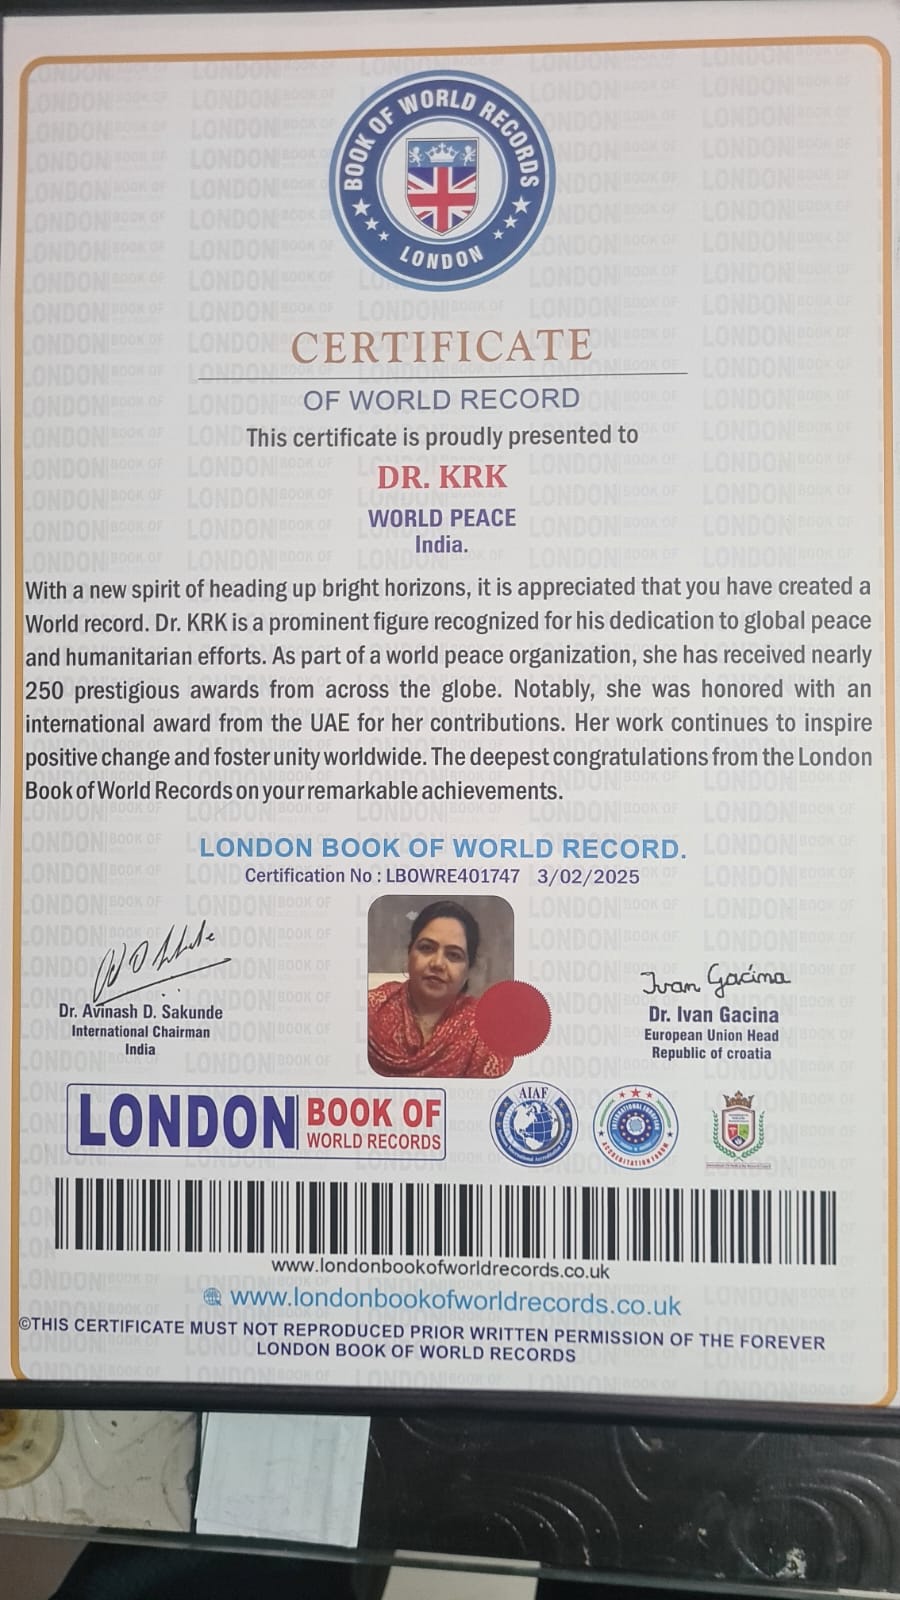 BOOK OF WORLD RECORDS
LONDON
CERTIFICATE
OF WORLD RECORD
This certificate is proudly presented to
DR. KRK
WORLD PEACE
India.
With a new spirit of heading up bright horizons, it is appreciated that you have created a
World record. Dr. KRK is a prominent figure recognized for his dedication to global peace
and humanitarian efforts. As part of a world peace organization, she has received nearly
250 prestigious awards from across the globe. Notably, she was honored with an
international award from the UAE for her contributions. Her work continues to inspire
positive change and foster unity worldwide. The deepest congratulations from the London
Book of World Records on your remarkable achievements.
LONDON BOOK OF WORLD RECORD.
Certification No : LBOWRE401747 3/02/2025
Dr. Avinash D. Sakunde
International Chairman
India
Ivan Gaćina
Dr. Ivan Gacina
European Union Head
Republic of croatia
LONDON BOOK OF
WORLD RECORDS
AIAF
www.londonbookofworldrecords.co.uk
www.londonbookofworldrecords.co.uk
©THIS CERTIFICATE MUST NOT REPRODUCED PRIOR WRITTEN PERMISSION OF THE FOREVER
LONDON BOOK OF WORLD RECORDS